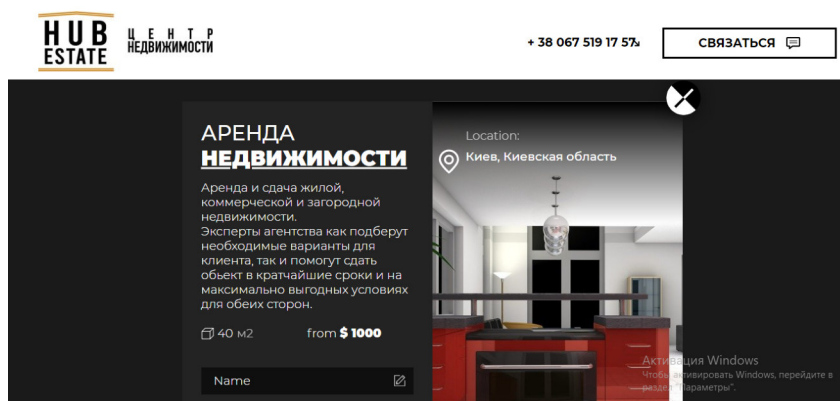 HUB
ESTATE
ЦЕНТР
НЕДВИЖИМОСТИ
+ 38 067 519 17 57
СВЯЗАТЬСЯ
АРЕНДА
НЕДВИЖИМОСТИ
Аренда и сдача жилой,
коммерческой и загородной
недвижимости.
Эксперты агентства как подберут
необходимые варианты для
клиента, так и помогут сдать
обьект в кратчайшие сроки и на
максимально выгодных условиях
для обеих сторон.
40 м2
from $ 1000
Name
Location:
Киев, Киевская область
Активация Windows
Чтобы активировать Windows, перейдите в
раздел "Параметры".